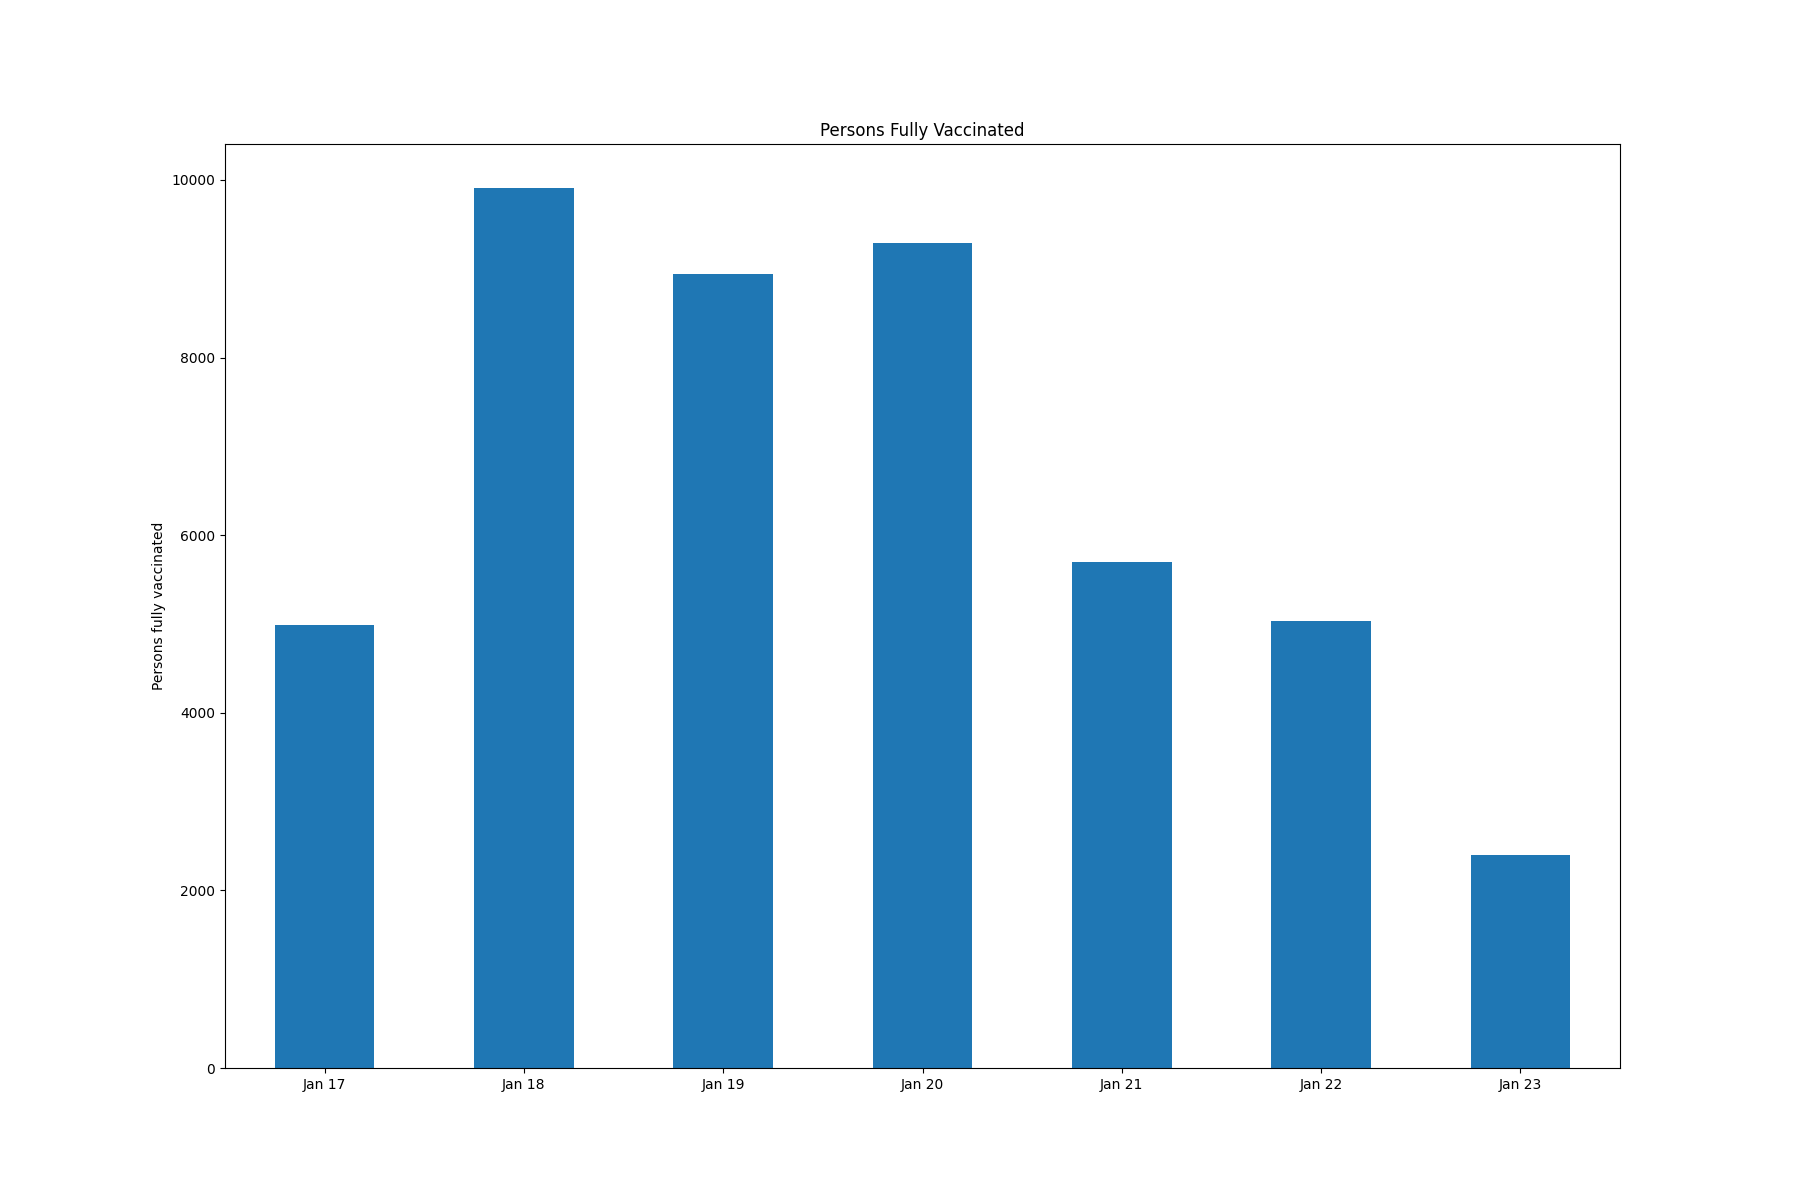 Persons Fully Vaccinated
Persons fully vaccinated
10000
8000
6000
4000
2000
0
Jan 17
Jan 18
Jan 19
Jan 20
Jan 21
Jan 22
Jan 23